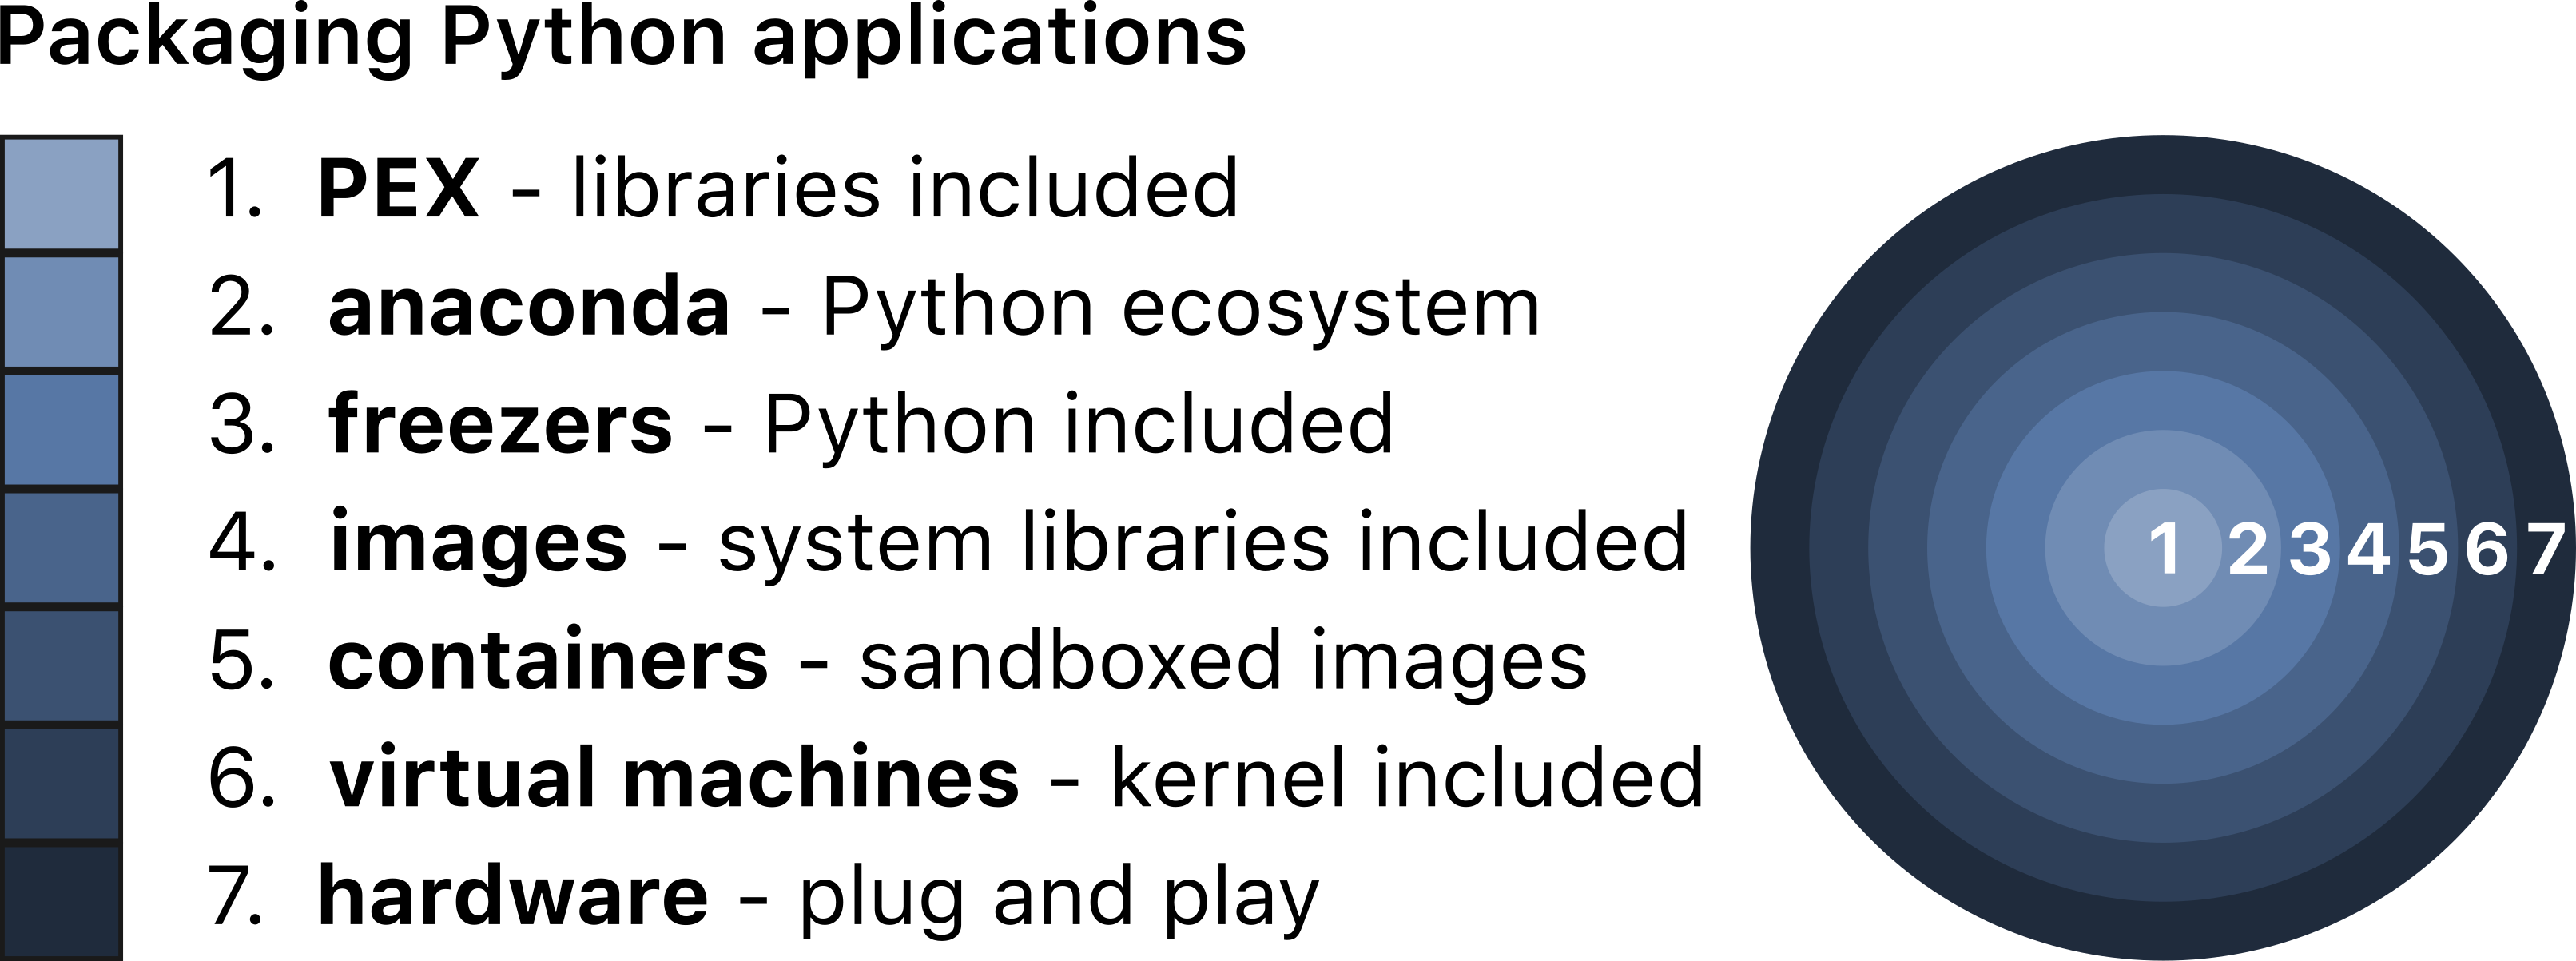 Packaging Python applications
1. PEX - libraries included
2. anaconda - Python ecosystem
3. freezers - Python included
4. images - system libraries included
5. containers - sandboxed images
6. virtual machines - kernel included
7. hardware - plug and play
1 2 3 4 5 6 7